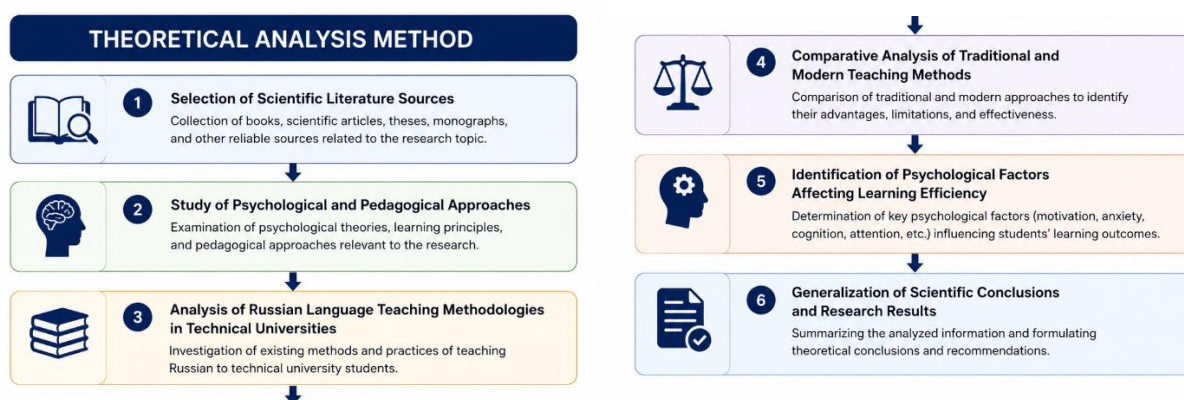 THEORETICAL ANALYSIS METHOD
1
Selection of Scientific Literature Sources
Collection of books, scientific articles, theses, monographs,
and other reliable sources related to the research topic.
2
Study of Psychological and Pedagogical Approaches
Examination of psychological theories, learning principles,
and pedagogical approaches relevant to the research.
3
Analysis of Russian Language Teaching Methodologies
in Technical Universities
Investigation of existing methods and practices of teaching
Russian to technical university students.
4
Comparative Analysis of Traditional and
Modern Teaching Methods
Comparison of traditional and modern approaches to identify
their advantages, limitations, and effectiveness.
5
Identification of Psychological Factors
Affecting Learning Efficiency
Determination of key psychological factors (motivation, anxiety,
cognition, attention, etc.) influencing students' learning outcomes.
6
Generalization of Scientific Conclusions
and Research Results
Summarizing the analyzed information and formulating
theoretical conclusions and recommendations.